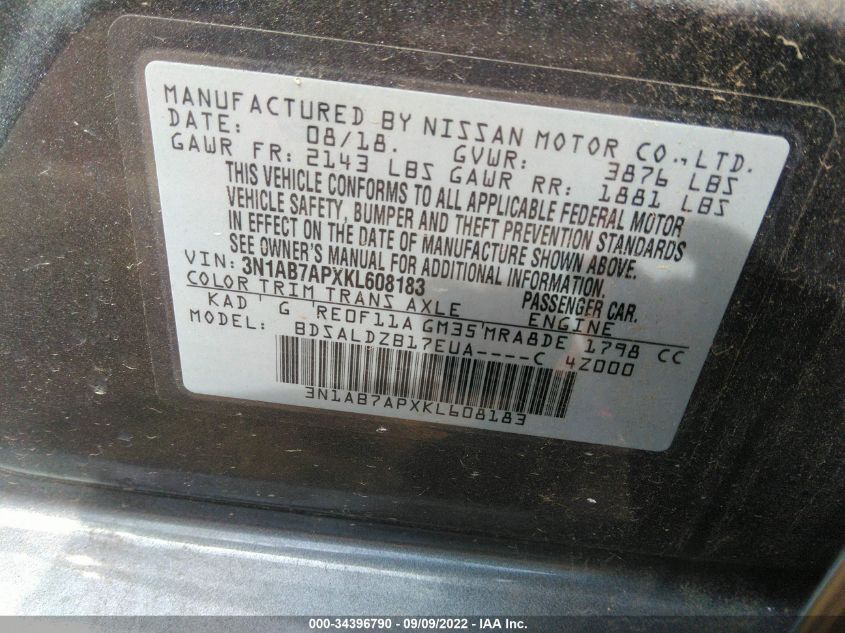 MANUFACTURED BY NISSAN MOTOR CO.,LTD.
DATE: 08/18. GVWR: 3876 LBS
GAWR FR: 2143 LBS GAWR RR: 1881 LBS
THIS VEHICLE CONFORMS TO ALL APPLICABLE FEDERAL MOTOR
VEHICLE SAFETY, BUMPER AND THEFT PREVENTION STANDARDS
IN EFFECT ON THE DATE OF MANUFACTURE SHOWN ABOVE.
SEE OWNER'S MANUAL FOR ADDITIONAL INFORMATION.
VIN: 3N1AB7APXKL608183 PASSENGER CAR.
COLOR TRIM TRANS AXLE ENGINE
KAD G RE0F11A GM35 MRA8DE 1798 CC
MODEL: BDSALDZB17EUA----C 4Z000
3N1AB7APXKL608183
000-34396790 - 09/09/2022 - IAA Inc.